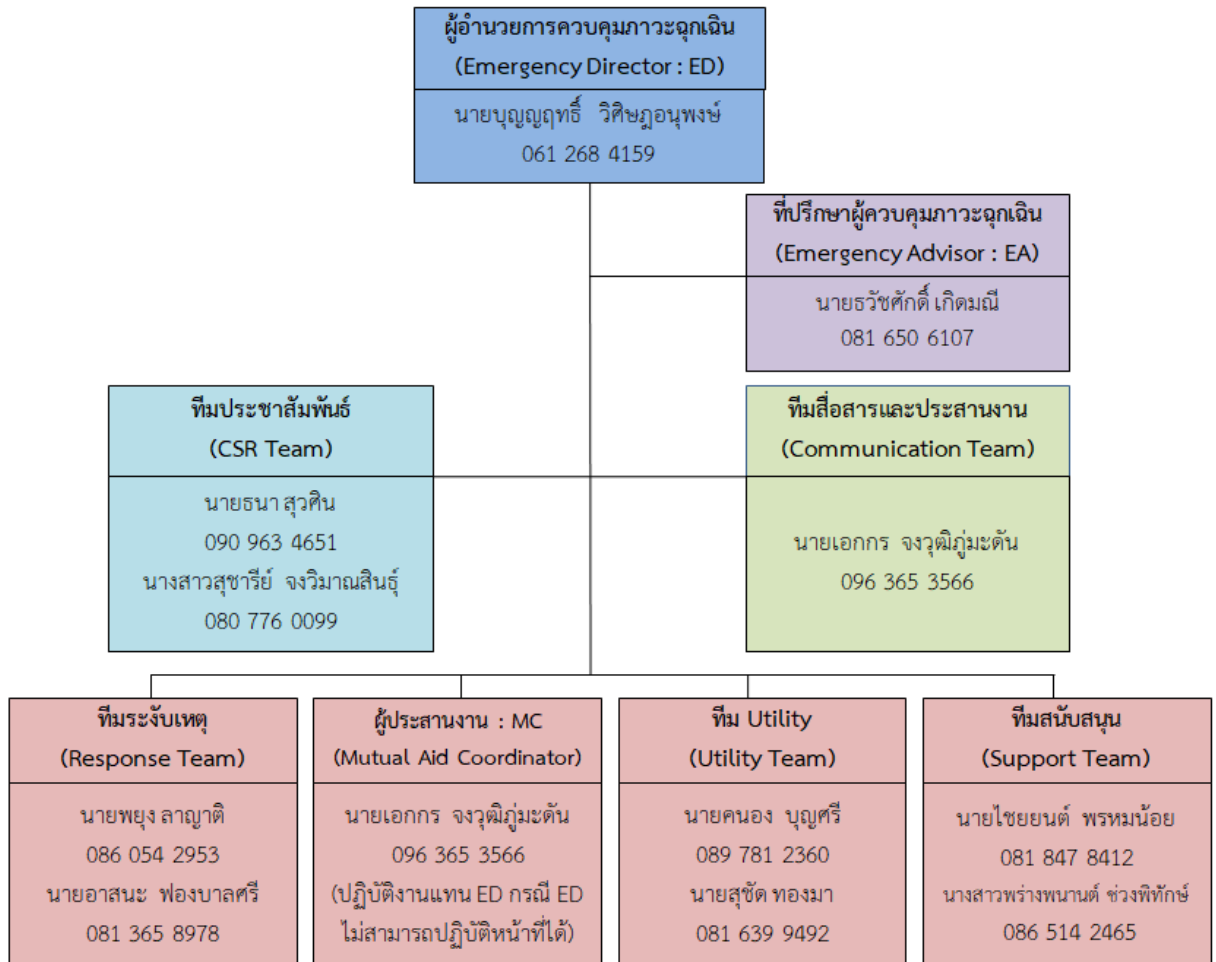 ผู้อำนวยการควบคุมภาวะฉุกเฉิน
(Emergency Director : ED)
นายบุญญฤทธิ์ วิศิษฎอนุพงษ์
061 268 4159
ที่ปรึกษาผู้ควบคุมภาวะฉุกเฉิน
(Emergency Advisor : EA)
นายธวัชศักดิ์ เกิดมณี
081 650 6107
ทีมประชาสัมพันธ์
(CSR Team)
นายธนา สุวศิน
090 963 4651
นางสาวสุชารีย์ จงวิมาณสินธุ์
080 776 0099
ทีมสื่อสารและประสานงาน
(Communication Team)
นายเอกกร จงวุฒิภู่มะดัน
096 365 3566
ทีมระงับเหตุ
(Response Team)
นายพยุง ลาญาติ
086 054 2953
นายอาสนะ ฟองบาลศรี
081 365 8978
ผู้ประสานงาน : MC
(Mutual Aid Coordinator)
นายเอกกร จงวุฒิภู่มะดัน
096 365 3566
(ปฏิบัติงานแทน ED กรณี ED
ไม่สามารถปฏิบัติหน้าที่ได้)
ทีม Utility
(Utility Team)
นายคนอง บุญศรี
089 781 2360
นายสุชัด ทองมา
081 639 9492
ทีมสนับสนุน
(Support Team)
นายไชยยนต์ พรหมน้อย
081 847 8412
นางสาวพร่างพนานต์ ช่วงพิทักษ์
086 514 2465